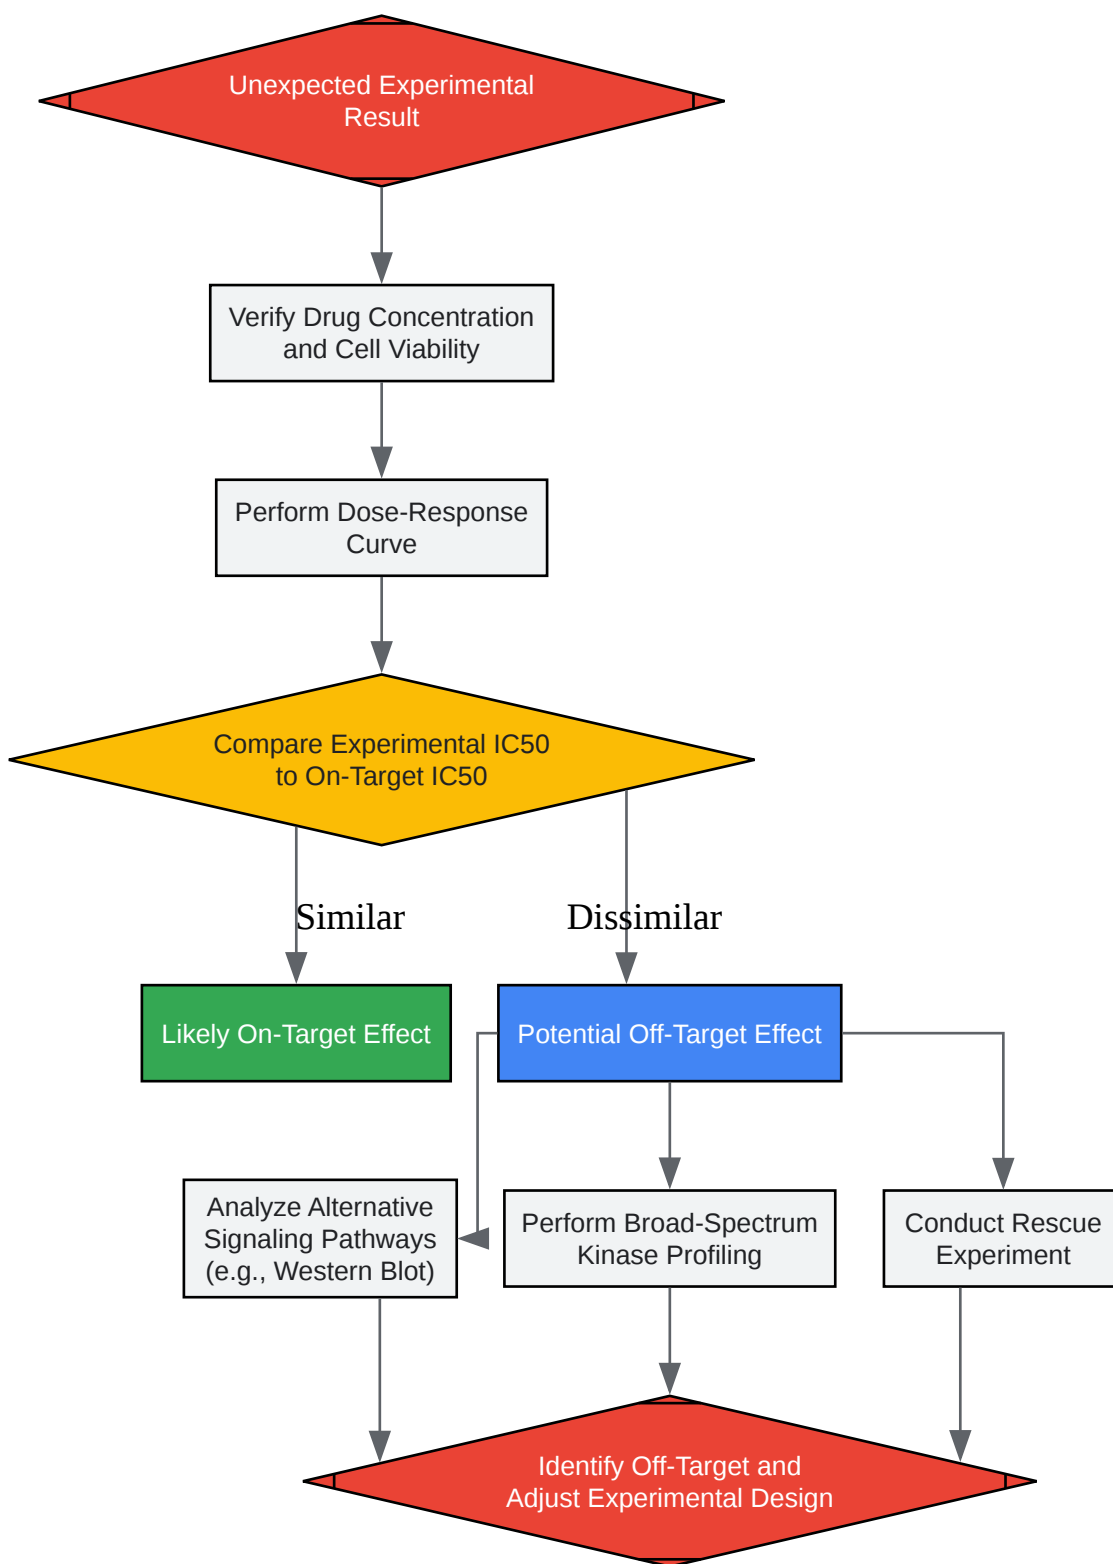 Unexpected Experimental
Result
Verify Drug Concentration
and Cell Viability
Perform Dose-Response
Curve
Compare Experimental IC50
to On-Target IC50
Similar
Dissimilar
Likely On-Target Effect
Potential Off-Target Effect
Analyze Alternative
Signaling Pathways
(e.g., Western Blot)
Perform Broad-Spectrum
Kinase Profiling
Conduct Rescue
Experiment
Identify Off-Target and
Adjust Experimental Design